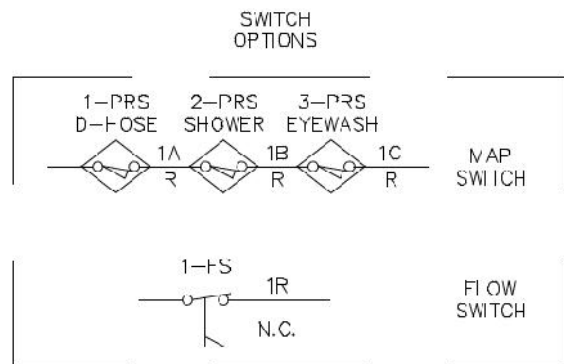 SWITCH
OPTIONS
1-PRS 2-PRS 3-PRS
D-HOSE SHOWER EYEWASH
1A 1B 1C
R R R
MAP
SWITCH
1-FS
1R
N.C.
FLOW
SWITCH